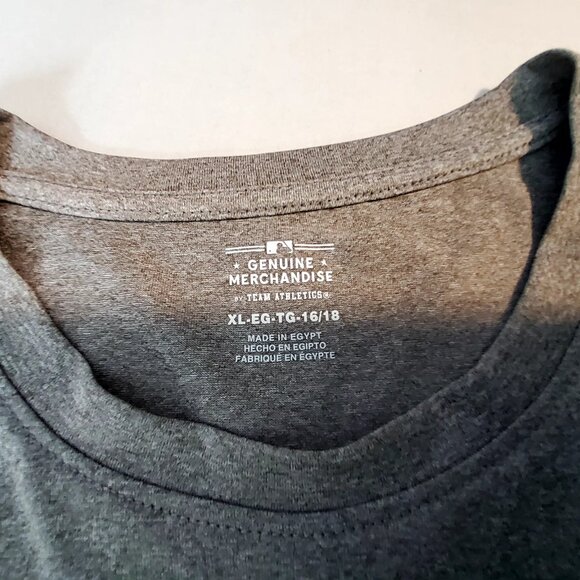 ★ GENUINE ★
MERCHANDISE
BY TEAM ATHLETICS®
XL-EG-TG-16/18
MADE IN EGYPT
HECHO EN EGIPTO
FABRIQUÉ EN ÉGYPTE